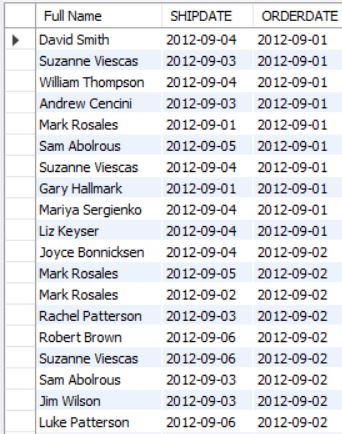 Full Name SHIPDATE ORDERDATE
David Smith 2012-09-04 2012-09-01
Suzanne Viescas 2012-09-03 2012-09-01
William Thompson 2012-09-04 2012-09-01
Andrew Cencini 2012-09-03 2012-09-01
Mark Rosales 2012-09-01 2012-09-01
Sam Abolrous 2012-09-05 2012-09-01
Suzanne Viescas 2012-09-04 2012-09-01
Gary Hallmark 2012-09-01 2012-09-01
Mariya Sergienko 2012-09-04 2012-09-01
Liz Keyser 2012-09-04 2012-09-01
Joyce Bonnicksen 2012-09-04 2012-09-02
Mark Rosales 2012-09-05 2012-09-02
Mark Rosales 2012-09-02 2012-09-02
Rachel Patterson 2012-09-03 2012-09-02
Robert Brown 2012-09-06 2012-09-02
Suzanne Viescas 2012-09-06 2012-09-02
Sam Abolrous 2012-09-03 2012-09-02
Jim Wilson 2012-09-03 2012-09-02
Luke Patterson 2012-09-06 2012-09-02